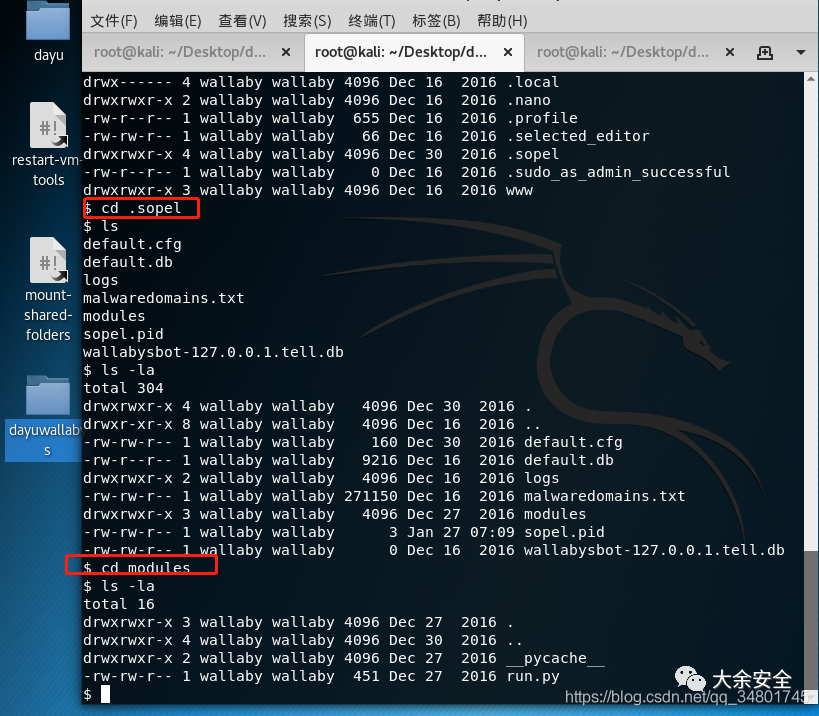 dayu
restart-vm-
tools
mount-
shared-
folders
dayuwallaby
s
文件(F) 编辑(E) 查看(V) 搜索(S) 终端(T) 标签(B) 帮助(H)
root@kali: ~/Desktop/d... × root@kali: ~/Desktop/d... × root@kali: ~/Desktop/d... ×
drwx------ 4 wallaby wallaby 4096 Dec 16  2016 .local
drwxrwxr-x 2 wallaby wallaby 4096 Dec 16  2016 .nano
-rw-r--r-- 1 wallaby wallaby  655 Dec 16  2016 .profile
-rw-rw-r-- 1 wallaby wallaby   66 Dec 16  2016 .selected_editor
drwxrwxr-x 4 wallaby wallaby 4096 Dec 30  2016 .sopel
-rw-r--r-- 1 wallaby wallaby    0 Dec 16  2016 .sudo_as_admin_successful
drwxrwxr-x 3 wallaby wallaby 4096 Dec 16  2016 www
$ cd .sopel
$ ls
default.cfg
default.db
logs
malwaredomains.txt
modules
sopel.pid
wallabysbot-127.0.0.1.tell.db
$ ls -la
total 304
drwxrwxr-x 4 wallaby wallaby   4096 Dec 30  2016 .
drwxr-xr-x 8 wallaby wallaby   4096 Dec 16  2016 ..
-rw-rw-r-- 1 wallaby wallaby    160 Dec 30  2016 default.cfg
-rw-r--r-- 1 wallaby wallaby   9216 Dec 16  2016 default.db
drwxrwxr-x 2 wallaby wallaby   4096 Dec 16  2016 logs
-rw-rw-r-- 1 wallaby wallaby 271150 Dec 16  2016 malwaredomains.txt
drwxrwxr-x 3 wallaby wallaby   4096 Dec 27  2016 modules
-rw-rw-r-- 1 wallaby wallaby      3 Jan 27 07:09 sopel.pid
-rw-rw-r-- 1 wallaby wallaby      0 Dec 16  2016 wallabysbot-127.0.0.1.tell.db
$ cd modules
$ ls -la
total 16
drwxrwxr-x 3 wallaby wallaby 4096 Dec 27  2016 .
drwxrwxr-x 4 wallaby wallaby 4096 Dec 30  2016 ..
drwxrwxr-x 2 wallaby wallaby 4096 Dec 27  2016 __pycache__
-rw-rw-r-- 1 wallaby wallaby  451 Dec 27  2016 run.py
$
大余安全
https://blog.csdn.net/qq_34801745